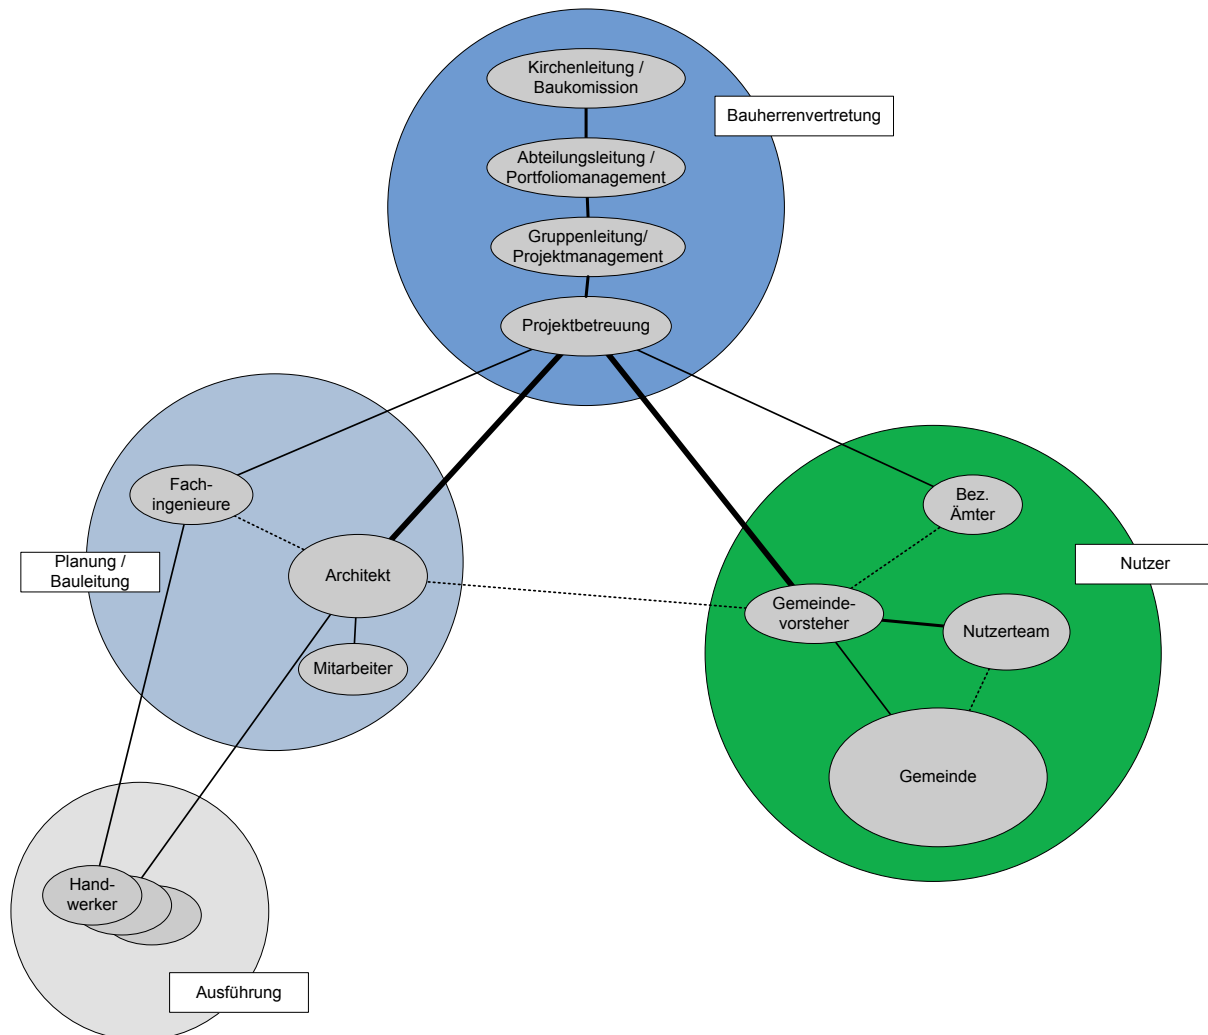 Kirchenleitung /
Baukomission
Bauherrenvertretung
Abteilungsleitung /
Portfoliomanagement
Gruppenleitung/
Projektmanagement
Projektbetreuung
Fach-
ingenieure
Bez.
Ämter
Planung /
Bauleitung
Architekt
Nutzer
Gemeinde-
vorsteher
Nutzerteam
Mitarbeiter
Gemeinde
Hand-
werker
Ausführung